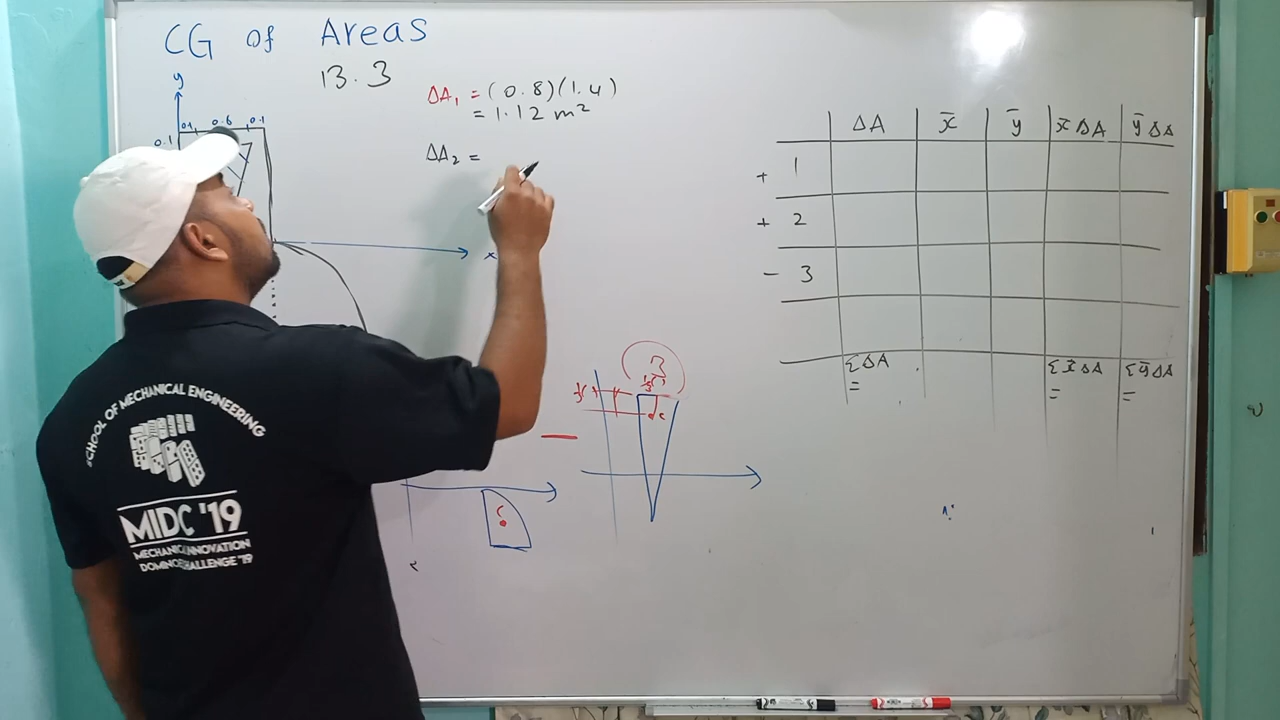 CG of Areas
13.3
y
0.1 0.6 0.1
0.1
ΔA₁ = (0.8)(1.4)
= 1.12 m²
ΔA₂ =
x
ΔA x̄ ȳ x̄ΔA ȳΔA
+ 1
+ 2
- 3
ΣΔA = Σx̄ΔA = ΣȳΔA =
SCHOOL OF MECHANICAL ENGINEERING
MIDC '19
MECHANICAL INNOVATION
DOMINO CHALLENGE '19